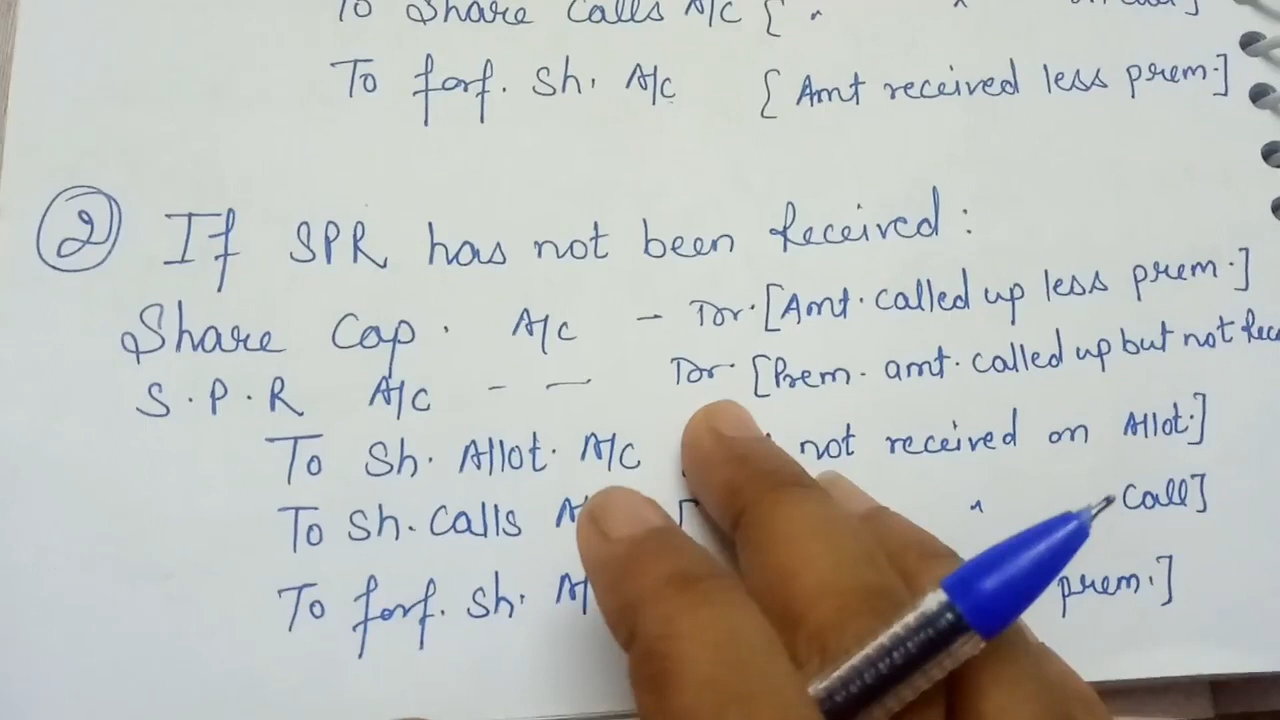 To Share Calls A/c [ " "
To forf. Sh. A/c [Amt received less prem.]
② If SPR has not been Received:
Share Cap. A/c - Dr. [Amt. called up less prem.]
S.P.R A/c - - Dr. [Prem. amt. called up but not Rec
To Sh. Allot. A/c not received on Allot.]
To Sh. Calls A/ [ " Call]
To forf. Sh. A/ prem.]